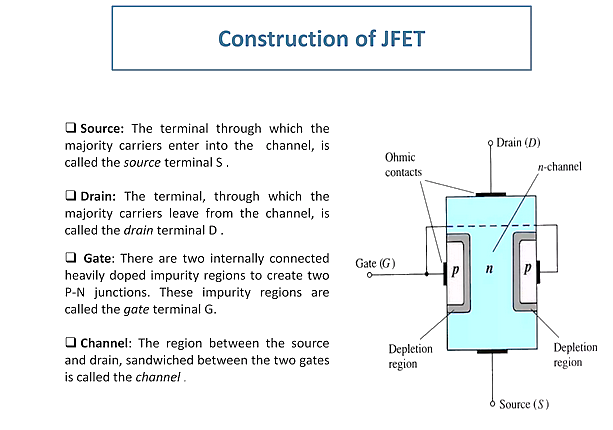 Construction of JFET
❑ Source: The terminal through which the
majority carriers enter into the channel, is
called the source terminal S .
❑ Drain: The terminal, through which the
majority carriers leave from the channel, is
called the drain terminal D .
❑ Gate: There are two internally connected
heavily doped impurity regions to create two
P-N junctions. These impurity regions are
called the gate terminal G.
❑ Channel: The region between the source
and drain, sandwiched between the two gates
is called the channel .
Drain (D)
Ohmic
contacts
n-channel
Gate (G)
p
n
p
Depletion
region
Depletion
region
Source (S)